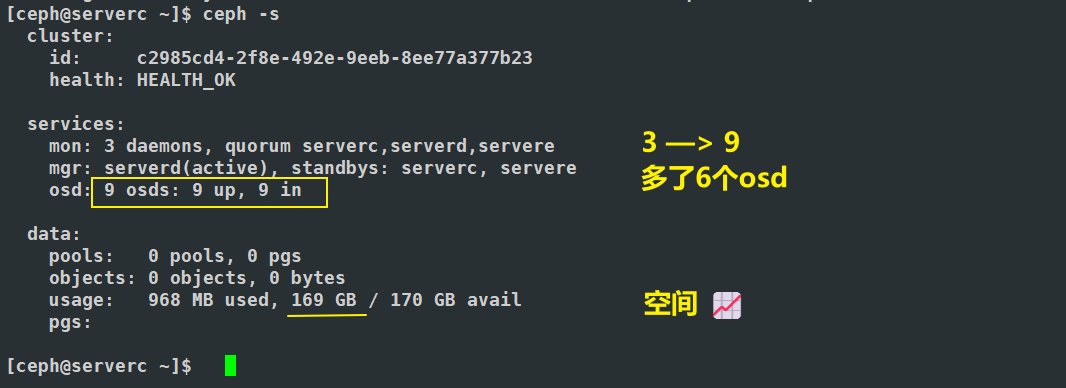 [ceph@serverc ~]$ ceph -s
cluster:
id: c2985cd4-2f8e-492e-9eeb-8ee77a377b23
health: HEALTH_OK
services:
mon: 3 daemons, quorum serverc,serverd,servere
mgr: serverd(active), standbys: serverc, servere
osd: 9 osds: 9 up, 9 in
3 —> 9
多了6个osd
data:
pools: 0 pools, 0 pgs
objects: 0 objects, 0 bytes
usage: 968 MB used, 169 GB / 170 GB avail
空间 📈
pgs:
[ceph@serverc ~]$